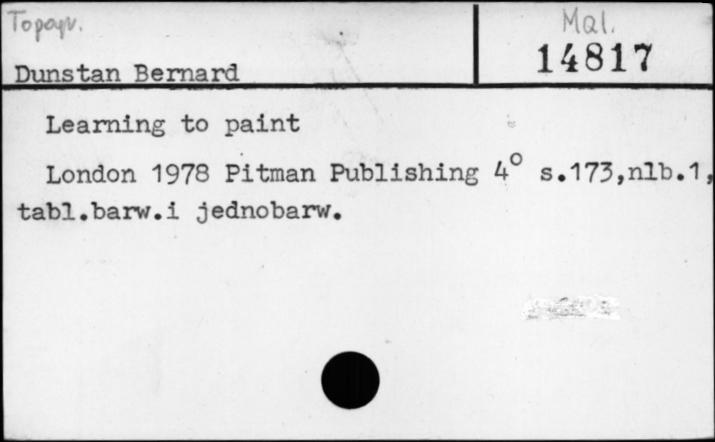 Topogr.
Mal.
14817
Dunstan Bernard
Learning to paint
London 1978 Pitman Publishing 4° s.173,nlb.1,
tabl.barw.i jednobarw.